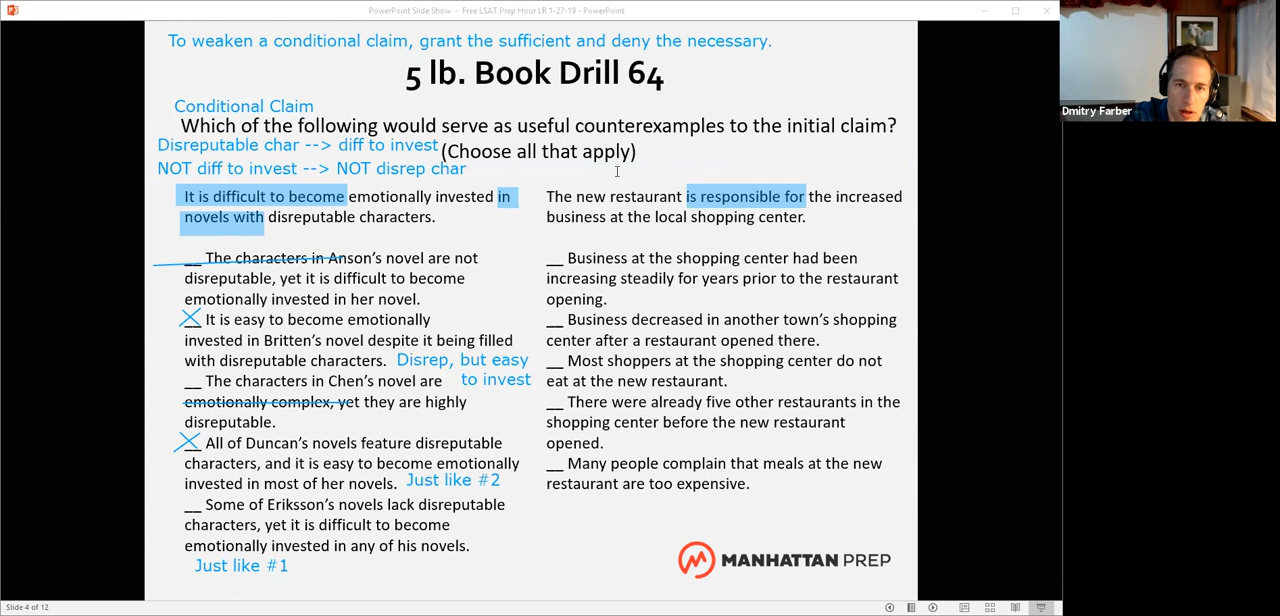 PowerPoint Slide Show - Free LSAT Prep Hour LR 1-27-19 - PowerPoint
To weaken a conditional claim, grant the sufficient and deny the necessary.
5 lb. Book Drill 64
Conditional Claim
Which of the following would serve as useful counterexamples to the initial claim?
Disreputable char --> diff to invest
(Choose all that apply)
NOT diff to invest --> NOT disrep char
It is difficult to become emotionally invested in
novels with disreputable characters.
__ The characters in Anson's novel are not
disreputable, yet it is difficult to become
emotionally invested in her novel.
__ It is easy to become emotionally
invested in Britten's novel despite it being filled
with disreputable characters.
Disrep, but easy
to invest
__ The characters in Chen's novel are
emotionally complex, yet they are highly
disreputable.
__ All of Duncan's novels feature disreputable
characters, and it is easy to become emotionally
invested in most of her novels.
Just like #2
__ Some of Eriksson's novels lack disreputable
characters, yet it is difficult to become
emotionally invested in any of his novels.
Just like #1
The new restaurant is responsible for the increased
business at the local shopping center.
__ Business at the shopping center had been
increasing steadily for years prior to the restaurant
opening.
__ Business decreased in another town's shopping
center after a restaurant opened there.
__ Most shoppers at the shopping center do not
eat at the new restaurant.
__ There were already five other restaurants in the
shopping center before the new restaurant
opened.
__ Many people complain that meals at the new
restaurant are too expensive.
MANHATTAN PREP
Slide 4 of 12
Dmitry Farber